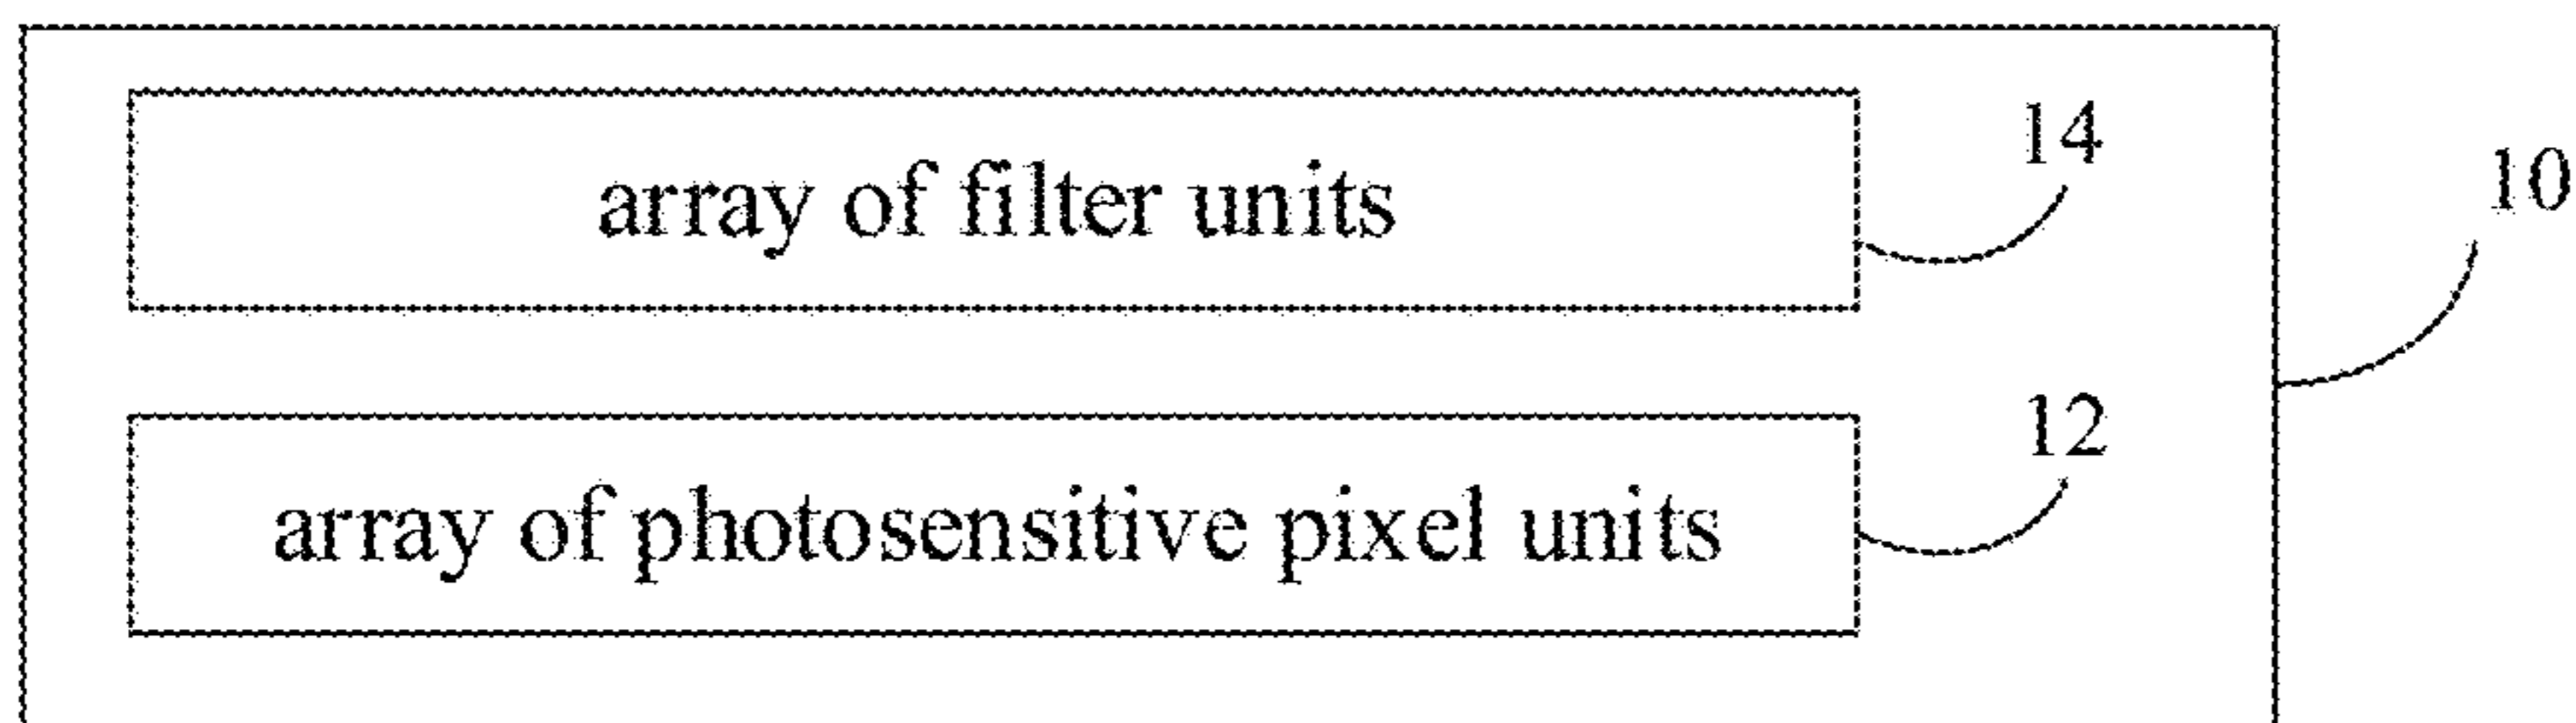 array of filter units
14
10
array of photosensitive pixel units
12